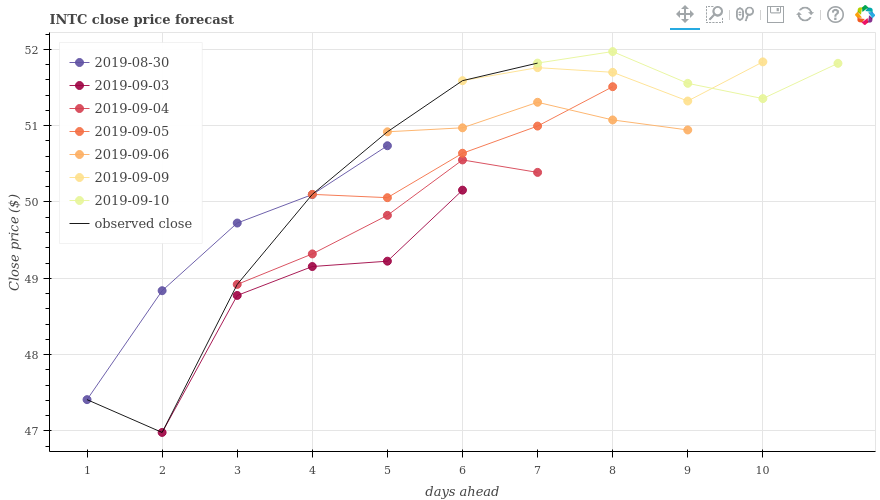 INTC close price forecast
2019-08-30
2019-09-03
2019-09-04
2019-09-05
2019-09-06
2019-09-09
2019-09-10
observed close
Close price ($)
52
51
50
49
48
47
1 2 3 4 5 6 7 8 9 10
days ahead